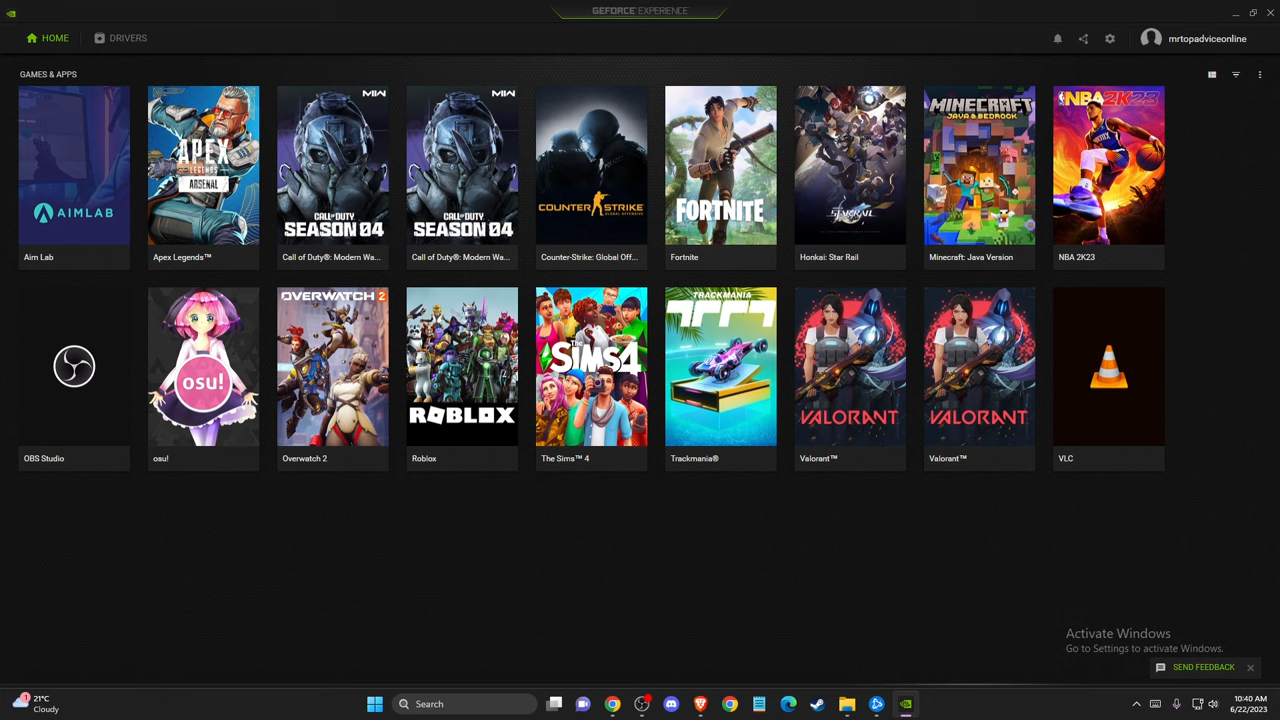 GEFORCE EXPERIENCE
HOME
DRIVERS
mrtopadviceonline
GAMES & APPS
AIMLAB
APEX
LEGENDS
ARSENAL
MW
CALL OF DUTY
SEASON 04
MW
CALL OF DUTY
SEASON 04
COUNTER STRIKE
GLOBAL OFFENSIVE
FORTNITE
STAR RAIL
MINECRAFT
JAVA & BEDROCK
NBA 2K23
Aim Lab
Apex Legends™
Call of Duty®: Modern Wa...
Call of Duty®: Modern Wa...
Counter-Strike: Global Off...
Fortnite
Honkai: Star Rail
Minecraft: Java Version
NBA 2K23
osu!
OVERWATCH 2
ROBLOX
The SIMS 4
TRACKMANIA
VALORANT
VALORANT
OBS Studio
osu!
Overwatch 2
Roblox
The Sims™ 4
Trackmania®
Valorant™
Valorant™
VLC
Activate Windows
Go to Settings to activate Windows.
SEND FEEDBACK
1
21°C
Cloudy
Search
10:40 AM
6/22/2023